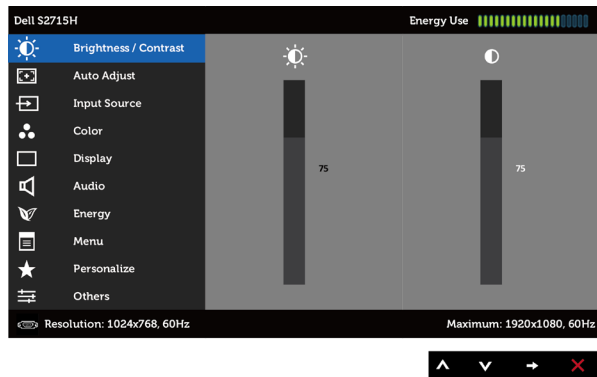 Dell S2715H
Energy Use
Brightness / Contrast
Auto Adjust
Input Source
Color
Display
Audio
Energy
Menu
Personalize
Others
75
75
Resolution: 1024x768, 60Hz
Maximum: 1920x1080, 60Hz